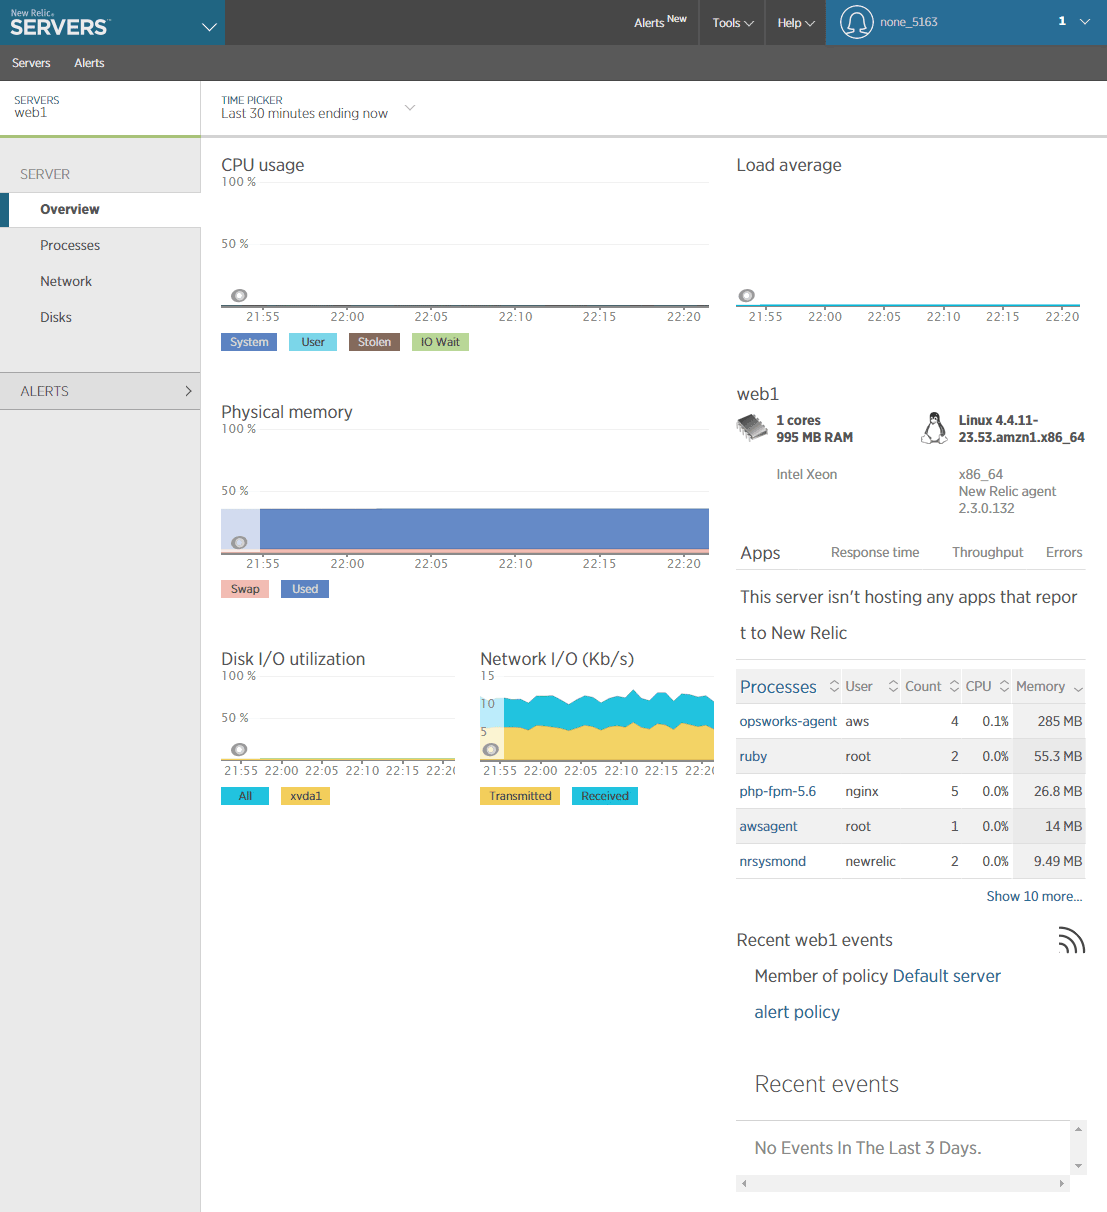 New Relic.
SERVERS™
Alerts New
Tools
Help
none_5163
1
Servers
Alerts
SERVERS
web1
TIME PICKER
Last 30 minutes ending now
SERVER
Overview
Processes
Network
Disks
ALERTS
CPU usage
100 %
50 %
21:55 22:00 22:05 22:10 22:15 22:20
System User Stolen IO Wait
Load average
21:55 22:00 22:05 22:10 22:15 22:20
Physical memory
100 %
50 %
21:55 22:00 22:05 22:10 22:15 22:20
Swap Used
web1
1 cores
995 MB RAM
Intel Xeon
Linux 4.4.11-
23.53.amzn1.x86_64
x86_64
New Relic agent
2.3.0.132
Apps Response time Throughput Errors
This server isn't hosting any apps that repor
t to New Relic
Disk I/O utilization
100 %
50 %
21:55 22:00 22:05 22:10 22:15 22:20
All xvda1
Network I/O (Kb/s)
15
10
5
21:55 22:00 22:05 22:10 22:15 22:20
Transmitted Received
Processes User Count CPU Memory
opsworks-agent aws 4 0.1% 285 MB
ruby root 2 0.0% 55.3 MB
php-fpm-5.6 nginx 5 0.0% 26.8 MB
awsagent root 1 0.0% 14 MB
nrsysmond newrelic 2 0.0% 9.49 MB
Show 10 more...
Recent web1 events
Member of policy Default server
alert policy
Recent events
No Events In The Last 3 Days.